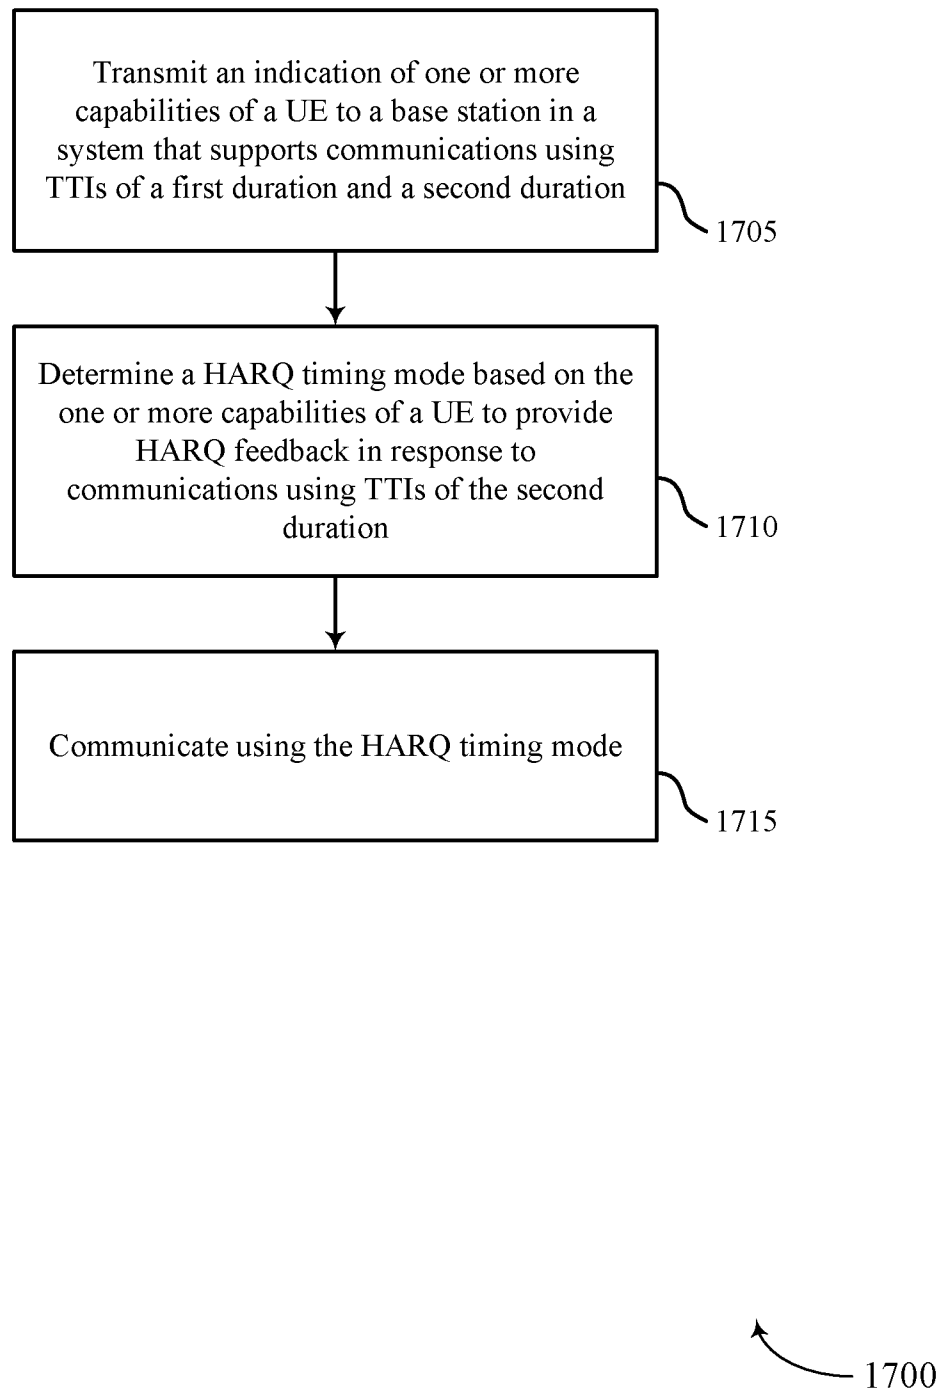 Transmit an indication of one or more
capabilities of a UE to a base station in a
system that supports communications using
TTIs of a first duration and a second duration
1705
Determine a HARQ timing mode based on the
one or more capabilities of a UE to provide
HARQ feedback in response to
communications using TTIs of the second
duration
1710
Communicate using the HARQ timing mode
1715
1700